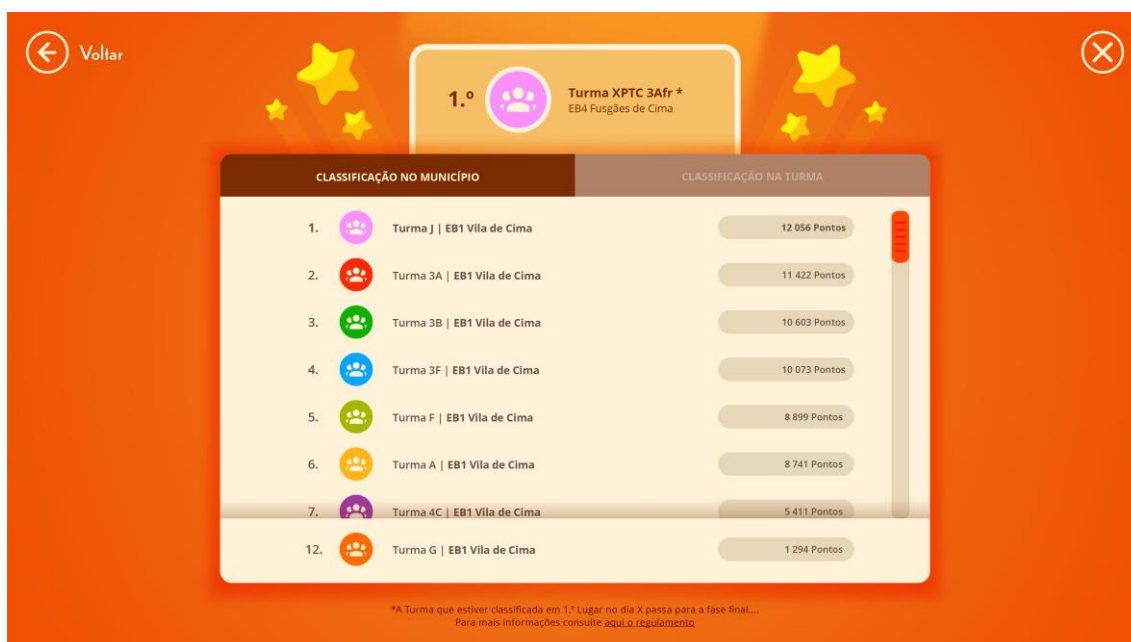 Voltar
1.º
Turma XPTC 3Afr *
EB4 Fusgães de Cima
CLASSIFICAÇÃO NO MUNICÍPIO
CLASSIFICAÇÃO NA TURMA
1. Turma J | EB1 Vila de Cima 12 056 Pontos
2. Turma 3A | EB1 Vila de Cima 11 422 Pontos
3. Turma 3B | EB1 Vila de Cima 10 603 Pontos
4. Turma 3F | EB1 Vila de Cima 10 073 Pontos
5. Turma F | EB1 Vila de Cima 8 899 Pontos
6. Turma A | EB1 Vila de Cima 8 741 Pontos
7. Turma 4C | EB1 Vila de Cima 5 411 Pontos
12. Turma G | EB1 Vila de Cima 1 294 Pontos
*A Turma que estiver classificada em 1.º Lugar no dia X passa para a fase final....
Para mais informações consulte aqui o regulamento